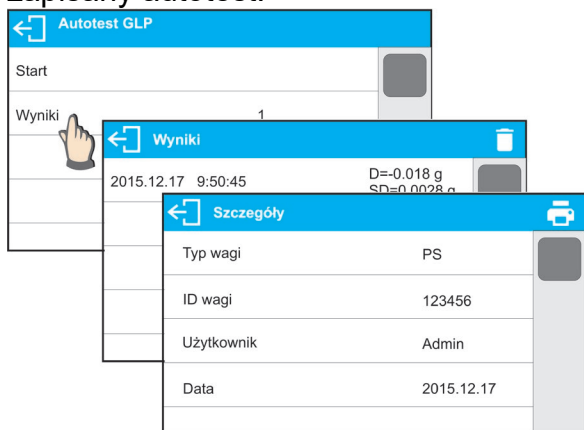 zapisany autotest.
Autotest GLP
Start
Wyniki 1
Wyniki
2015.12.17 9:50:45 D=-0.018 g
SD=0.0028 g
Szczegóły
Typ wagi PS
ID wagi 123456
Użytkownik Admin
Data 2015.12.17